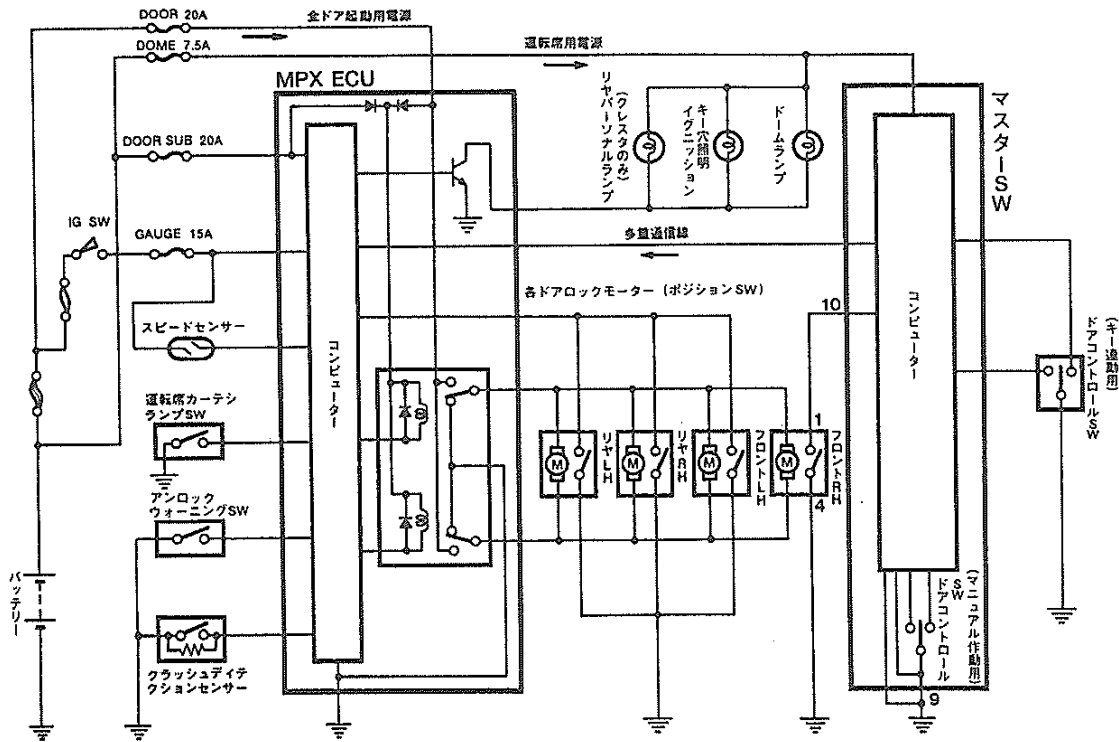 DOOR 20A
全ドア起動用電源
DOME 7.5A
運転席用電源
MPX ECU
DOOR SUB 20A
リヤパーソナルランプ
(クレスタのみ)
イグニッション
キー穴照明
ドームランプ
マスターSW
IG SW
GAUGE 15A
多重通信線
各ドアロックモーター (ポジションSW)
10
スピードセンサー
コンピューター
コンピューター
ドアコントロールSW
(キー連動用)
運転席カーテシ
ランプSW
1
M
リヤLH
M
リヤRH
M
フロントLH
M
フロントRH
4
アンロック
ウォーニングSW
バッテリー
ドアコントロール
SW
(マニュアル作動用)
クラッシュディテ
クションセンサー
9